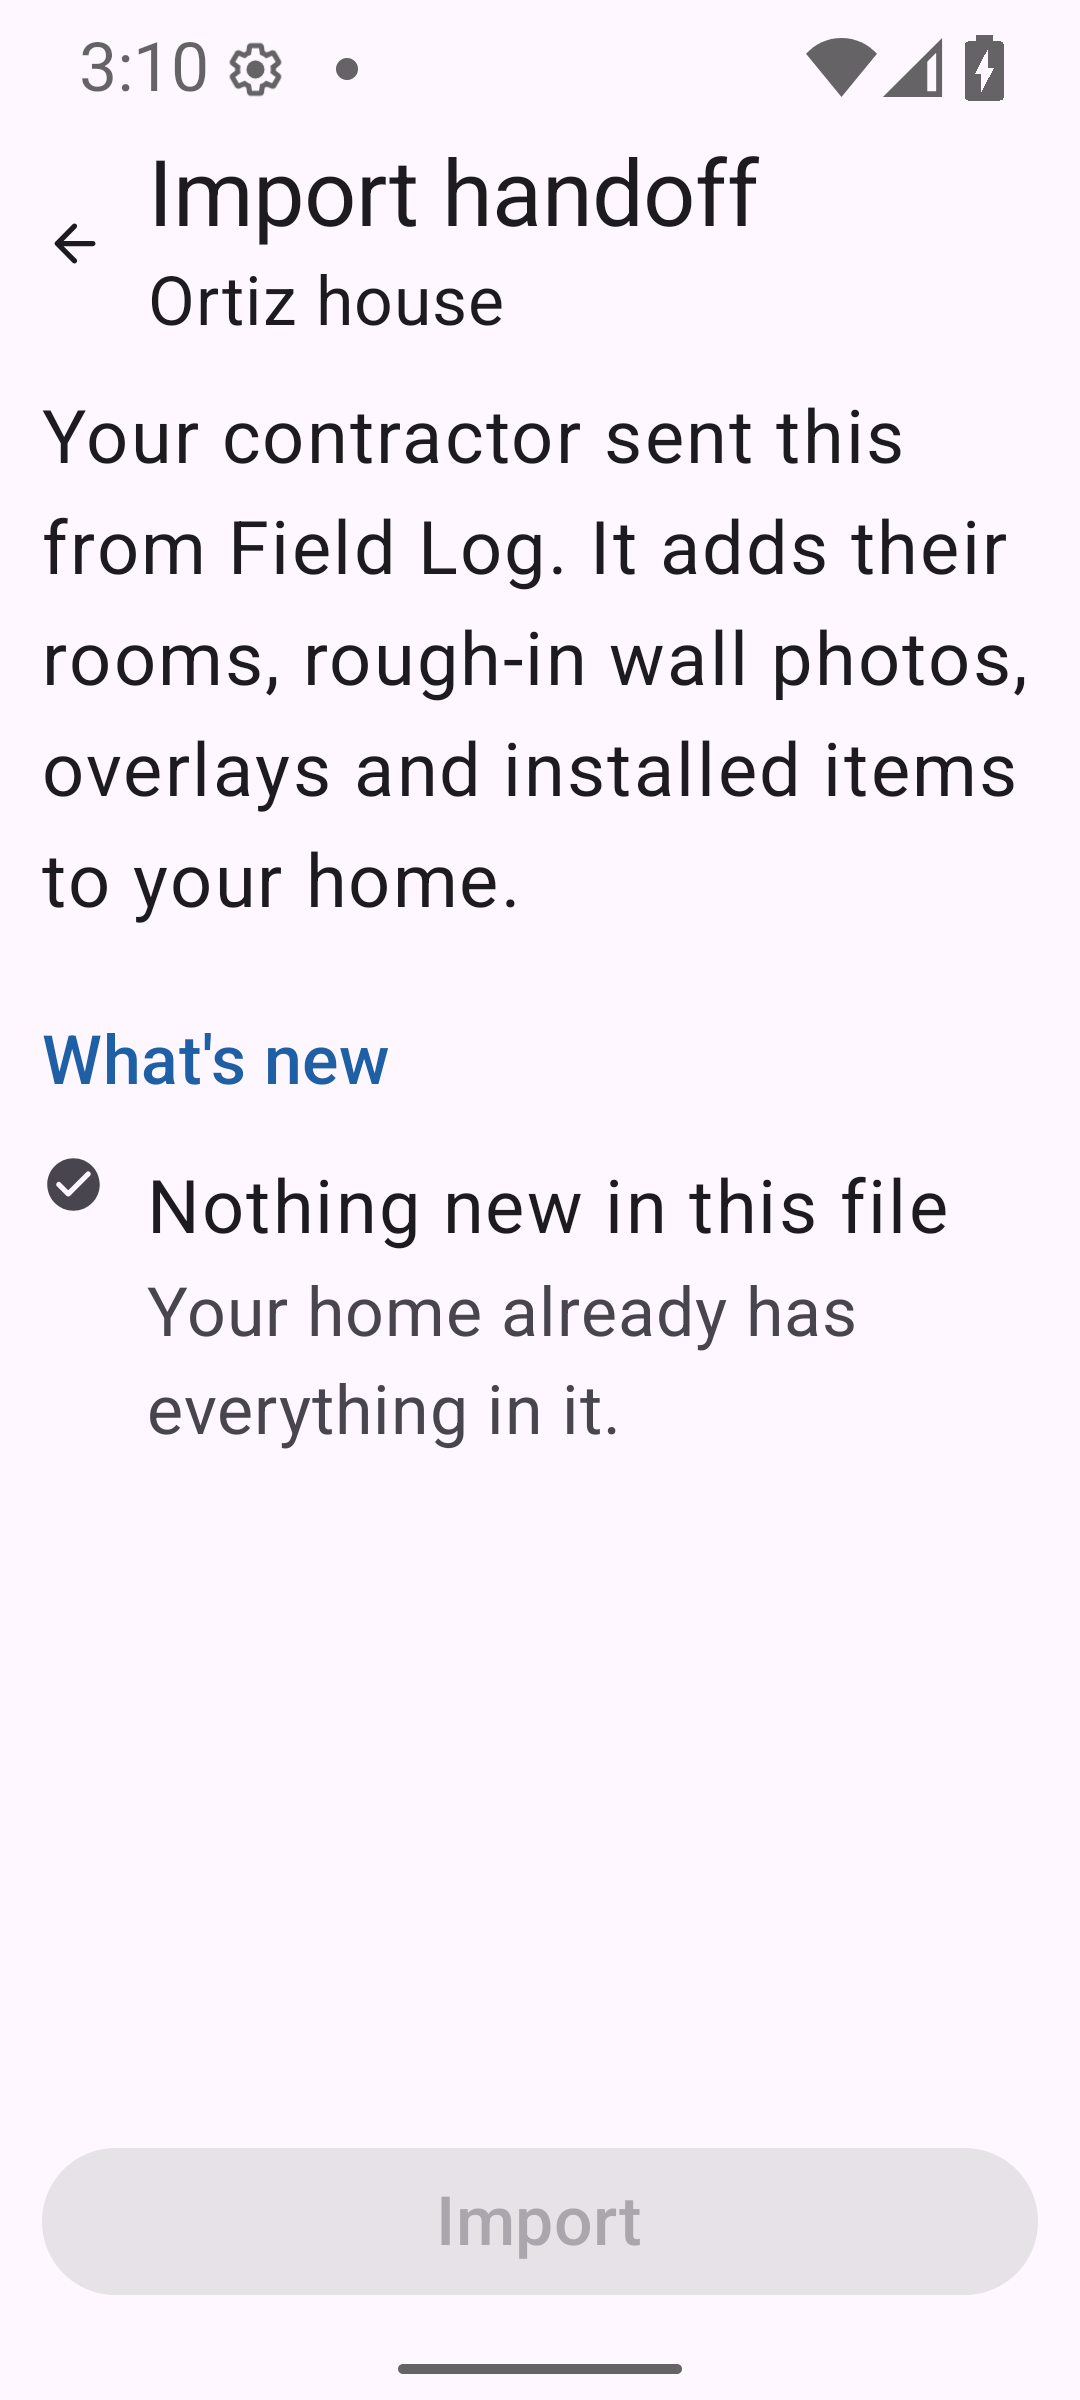 3:10
Import handoff
Ortiz house
Your contractor sent this
from Field Log. It adds their
rooms, rough-in wall photos,
overlays and installed items
to your home.
What's new
Nothing new in this file
Your home already has
everything in it.
Import